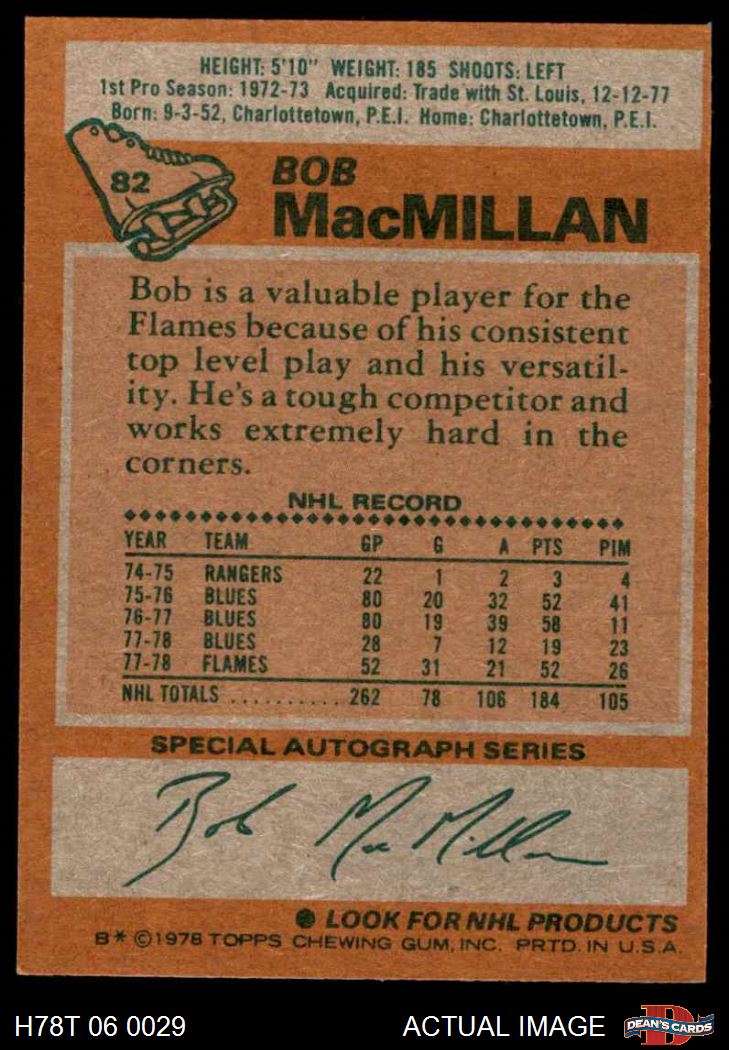 HEIGHT: 5'10" WEIGHT: 185 SHOOTS: LEFT
1st Pro Season: 1972-73 Acquired: Trade with St. Louis, 12-12-77
Born: 9-3-52, Charlottetown, P.E.I. Home: Charlottetown, P.E.I.
82
BOB
MacMILLAN
Bob is a valuable player for the
Flames because of his consistent
top level play and his versatil-
ity. He's a tough competitor and
works extremely hard in the
corners.
NHL RECORD
YEAR TEAM GP G A PTS PIM
74-75 RANGERS 22 1 2 3 4
75-76 BLUES 80 20 32 52 41
76-77 BLUES 80 19 39 58 11
77-78 BLUES 28 7 12 19 23
77-78 FLAMES 52 31 21 52 26
NHL TOTALS .......... 262 78 106 184 105
SPECIAL AUTOGRAPH SERIES
Bob MacMillan
● LOOK FOR NHL PRODUCTS
B* ©1978 TOPPS CHEWING GUM, INC. PRTD. IN U.S.A.
H78T 06 0029 ACTUAL IMAGE D DEAN'S CARDS